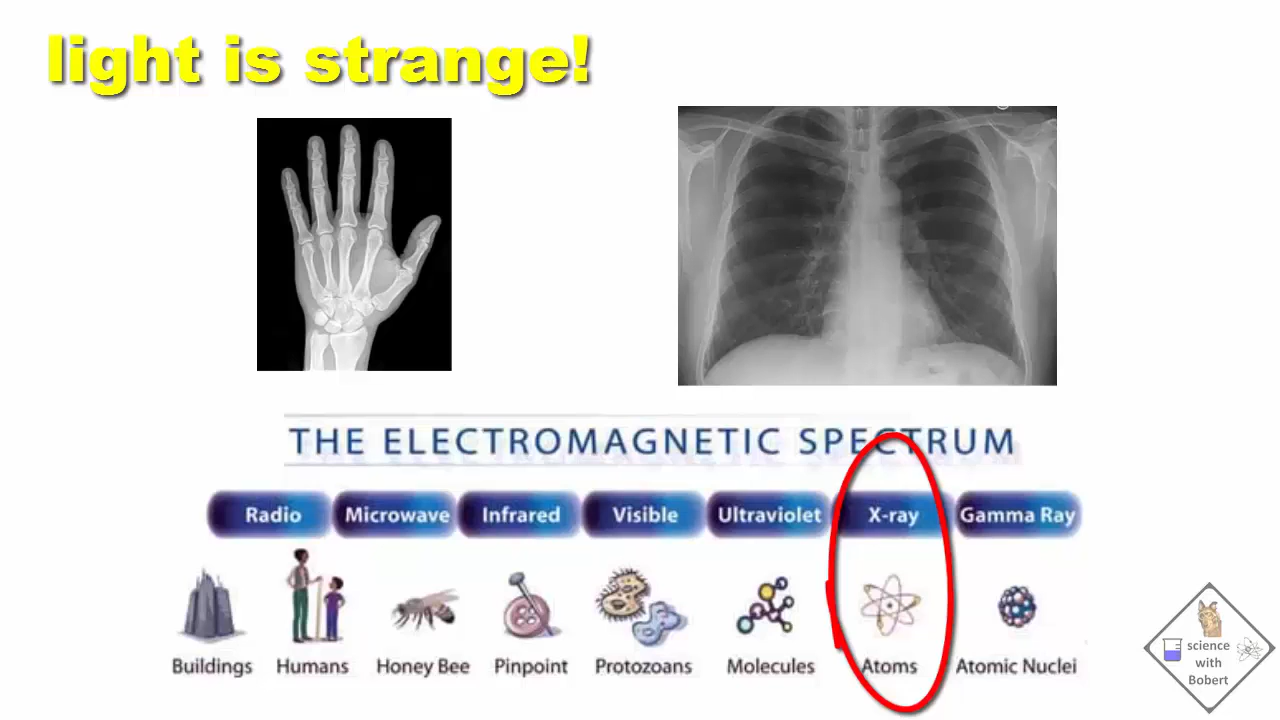 light is strange!
THE ELECTROMAGNETIC SPECTRUM
Radio Microwave Infrared Visible Ultraviolet X-ray Gamma Ray
Buildings Humans Honey Bee Pinpoint Protozoans Molecules Atoms Atomic Nuclei
science
with
Bobert